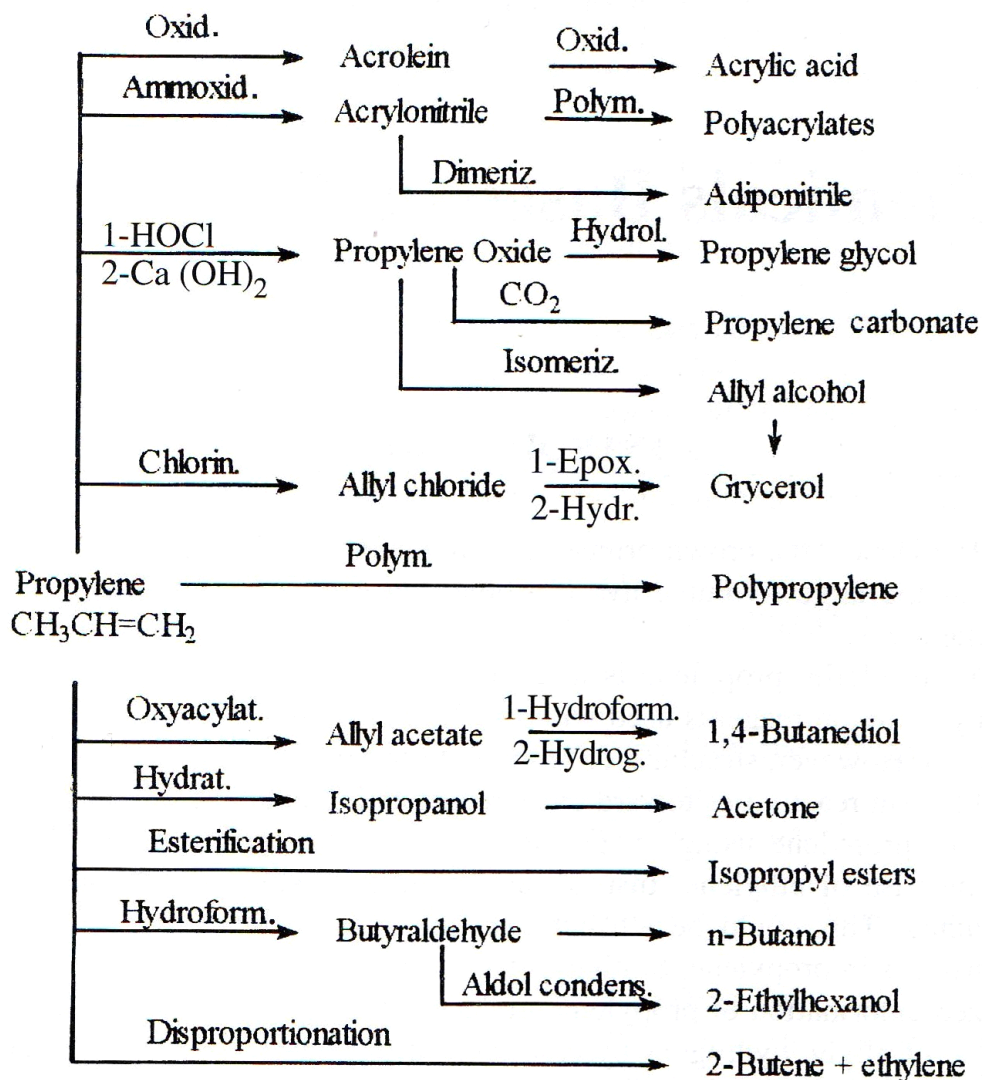 Oxid. Oxid.
Acrolein Acrylic acid
Ammoxid. Polym.
Acrylonitrile Polyacrylates
Dimeriz.
Adiponitrile
1-HOCl Hydrol.
Propylene Oxide Propylene glycol
2-Ca (OH)2
CO2
Propylene carbonate
Isomeriz.
Allyl alcohol
Chlorin. 1-Epox.
Allyl chloride Grycerol
2-Hydr.
Polym.
Propylene Polypropylene
CH3CH=CH2
Oxyacylat. 1-Hydroform.
Allyl acetate 1,4-Butanediol
2-Hydrog.
Hydrat.
Isopropanol Acetone
Esterification
Isopropyl esters
Hydroform.
Butyraldehyde n-Butanol
Aldol condens.
2-Ethylhexanol
Disproportionation
2-Butene + ethylene